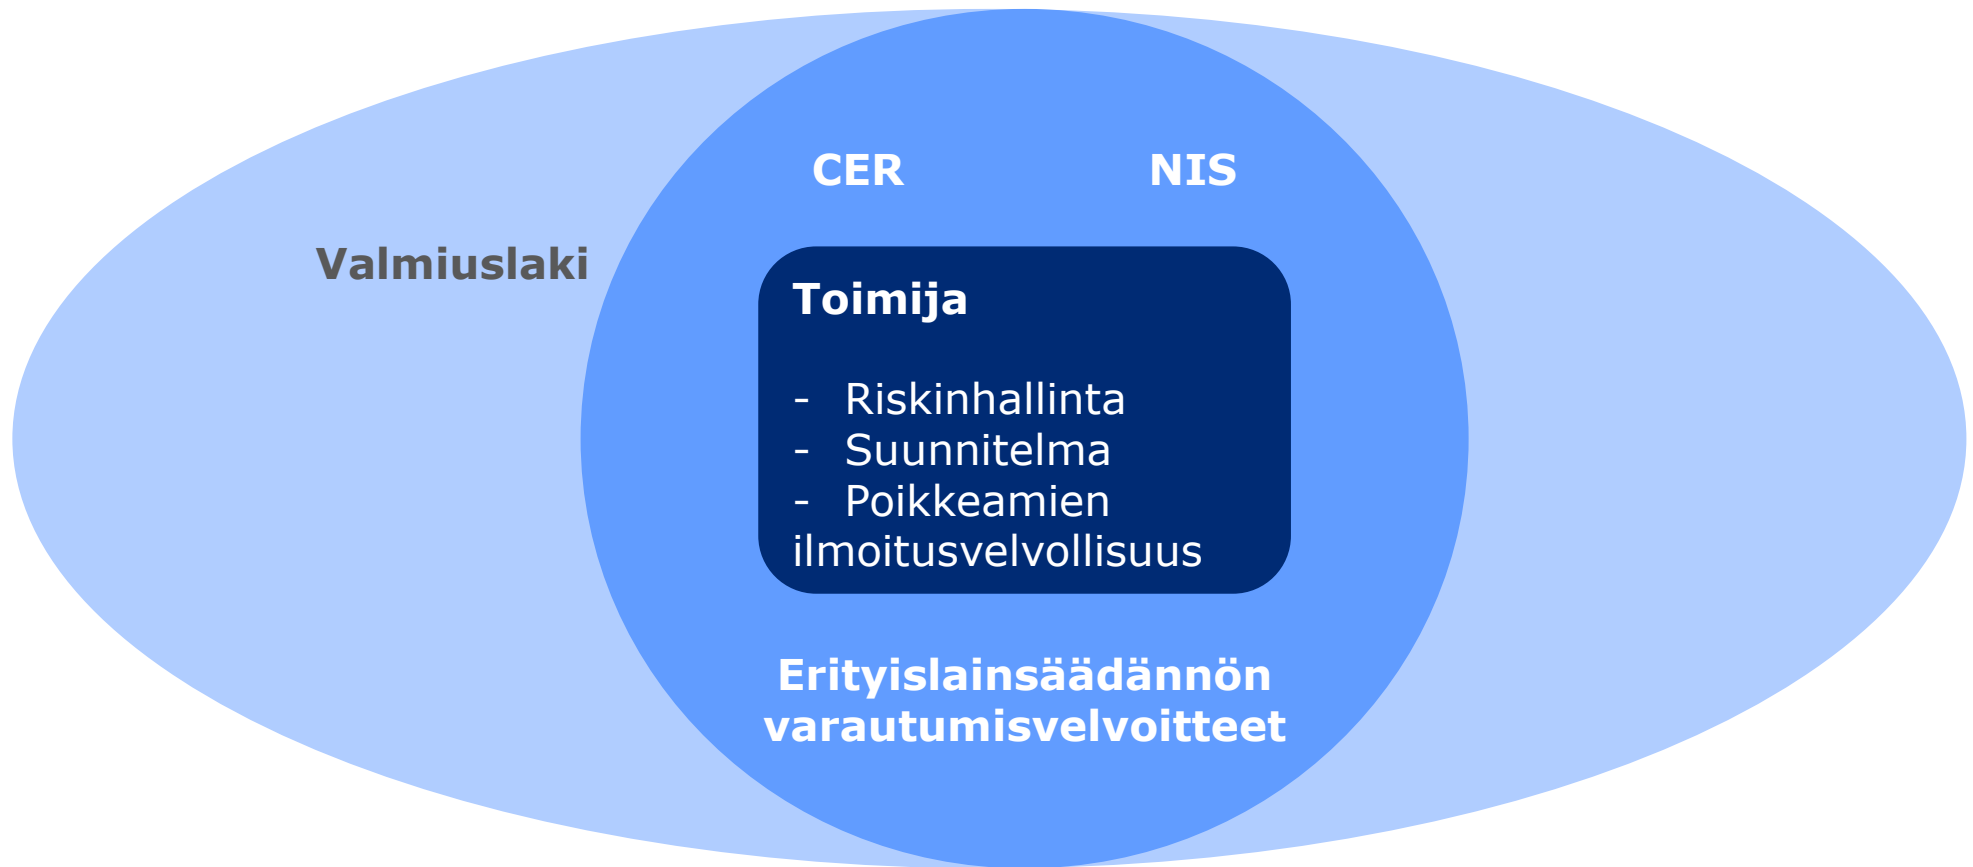 CER NIS
Valmiuslaki
Toimija
- Riskinhallinta
- Suunnitelma
- Poikkeamien
ilmoitusvelvollisuus
Erityislainsäädännön
varautumisvelvoitteet